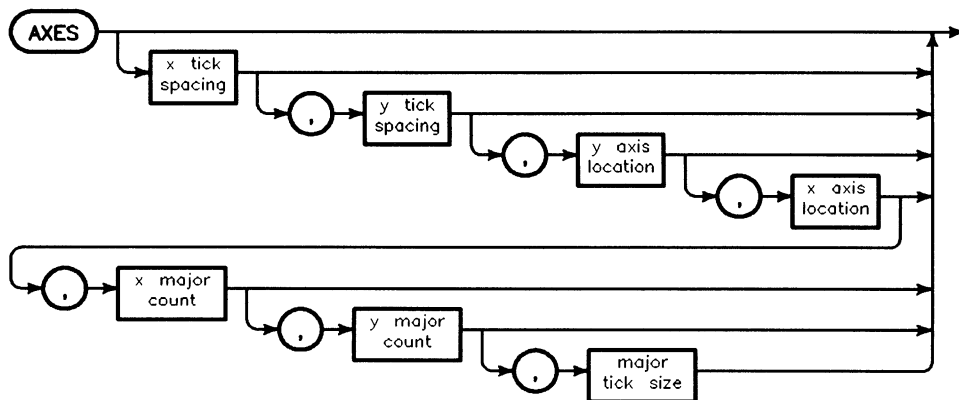 AXES
x tick
spacing
,
y tick
spacing
,
y axis
location
,
x axis
location
,
x major
count
,
y major
count
,
major
tick size